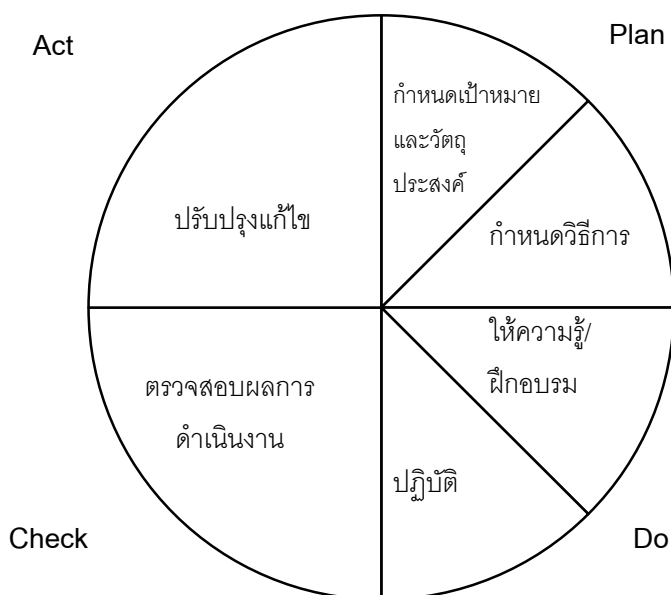 Act
Plan
กำหนดเป้าหมาย
และวัตถุ
ประสงค์
ปรับปรุงแก้ไข
กำหนดวิธีการ
ให้ความรู้/
ฝึกอบรม
ตรวจสอบผลการ
ดำเนินงาน
ปฏิบัติ
Check
Do